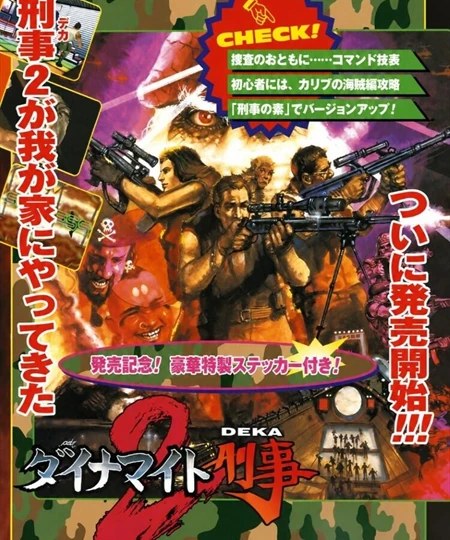 デカ
刑事2が我が家にやってきた
CHECK!
捜査のおともに……コマンド技表
初心者には、カリブの海賊編攻略
「刑事の素」でバージョンアップ!
ついに発売開始!!!
発売記念! 豪華特製ステッカー付き!
DEKA
ダイナマイト刑事2